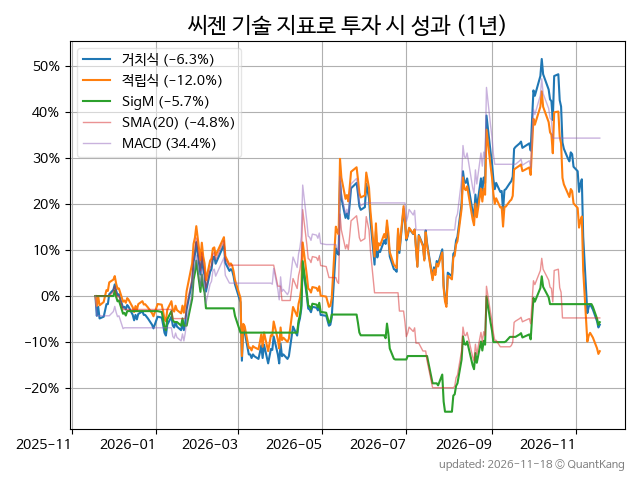 씨젠 기술 지표로 투자 시 성과 (1년)
거치식 (−6.3%)
적립식 (−12.0%)
SigM (−5.7%)
SMA(20) (−4.8%)
MACD (34.4%)
50%
40%
30%
20%
10%
0%
−10%
−20%
2025-11 2026-01 2026-03 2026-05 2026-07 2026-09 2026-11
updated: 2026-11-18 © QuantKang